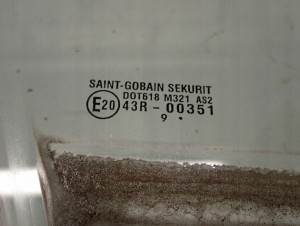 SAINT-GOBAIN SEKURIT
DOT618 M321 AS2
E20 43R - 00351
9 •